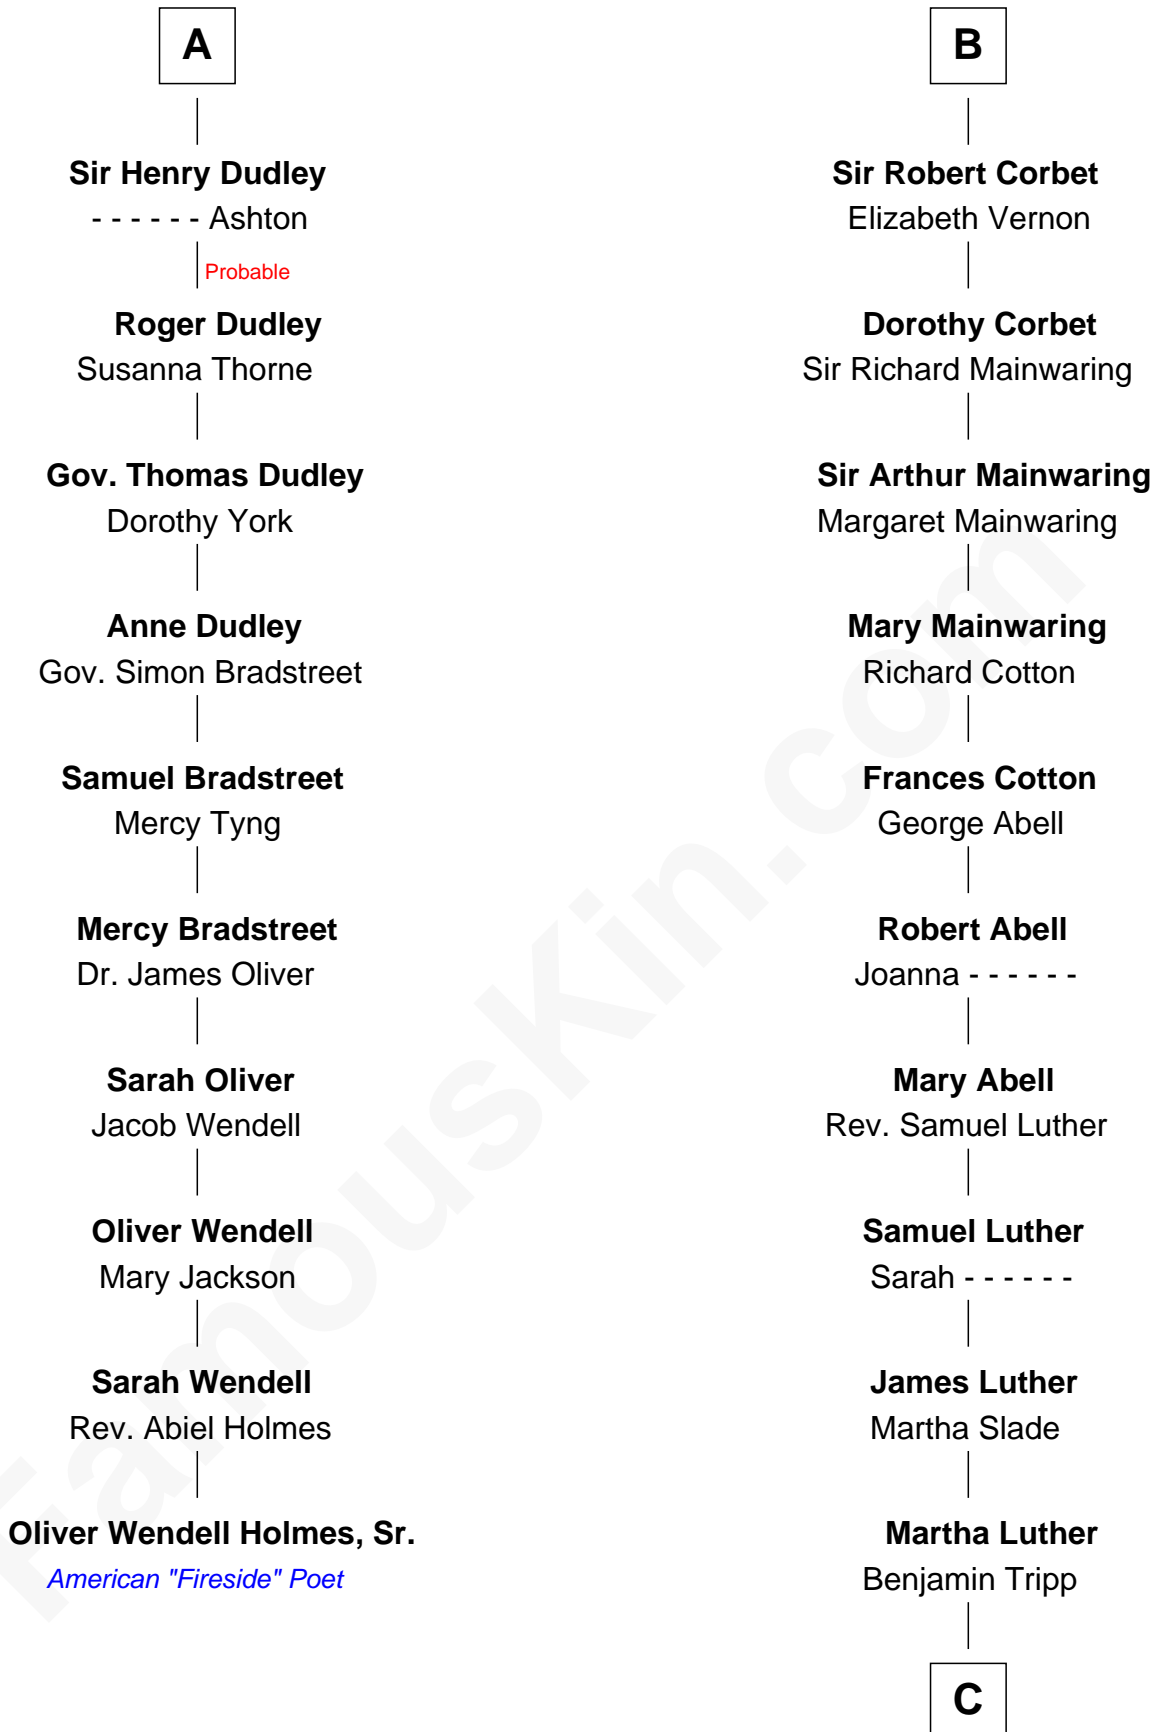 A
Sir Henry Dudley
- - - - - - Ashton
Probable
Roger Dudley
Susanna Thorne
Gov. Thomas Dudley
Dorothy York
Anne Dudley
Gov. Simon Bradstreet
Samuel Bradstreet
Mercy Tyng
Mercy Bradstreet
Dr. James Oliver
Sarah Oliver
Jacob Wendell
Oliver Wendell
Mary Jackson
Sarah Wendell
Rev. Abiel Holmes
Oliver Wendell Holmes, Sr.
American "Fireside" Poet
B
Sir Robert Corbet
Elizabeth Vernon
Dorothy Corbet
Sir Richard Mainwaring
Sir Arthur Mainwaring
Margaret Mainwaring
Mary Mainwaring
Richard Cotton
Frances Cotton
George Abell
Robert Abell
Joanna - - - - - -
Mary Abell
Rev. Samuel Luther
Samuel Luther
Sarah - - - - - -
James Luther
Martha Slade
Martha Luther
Benjamin Tripp
C
FamousKin.com